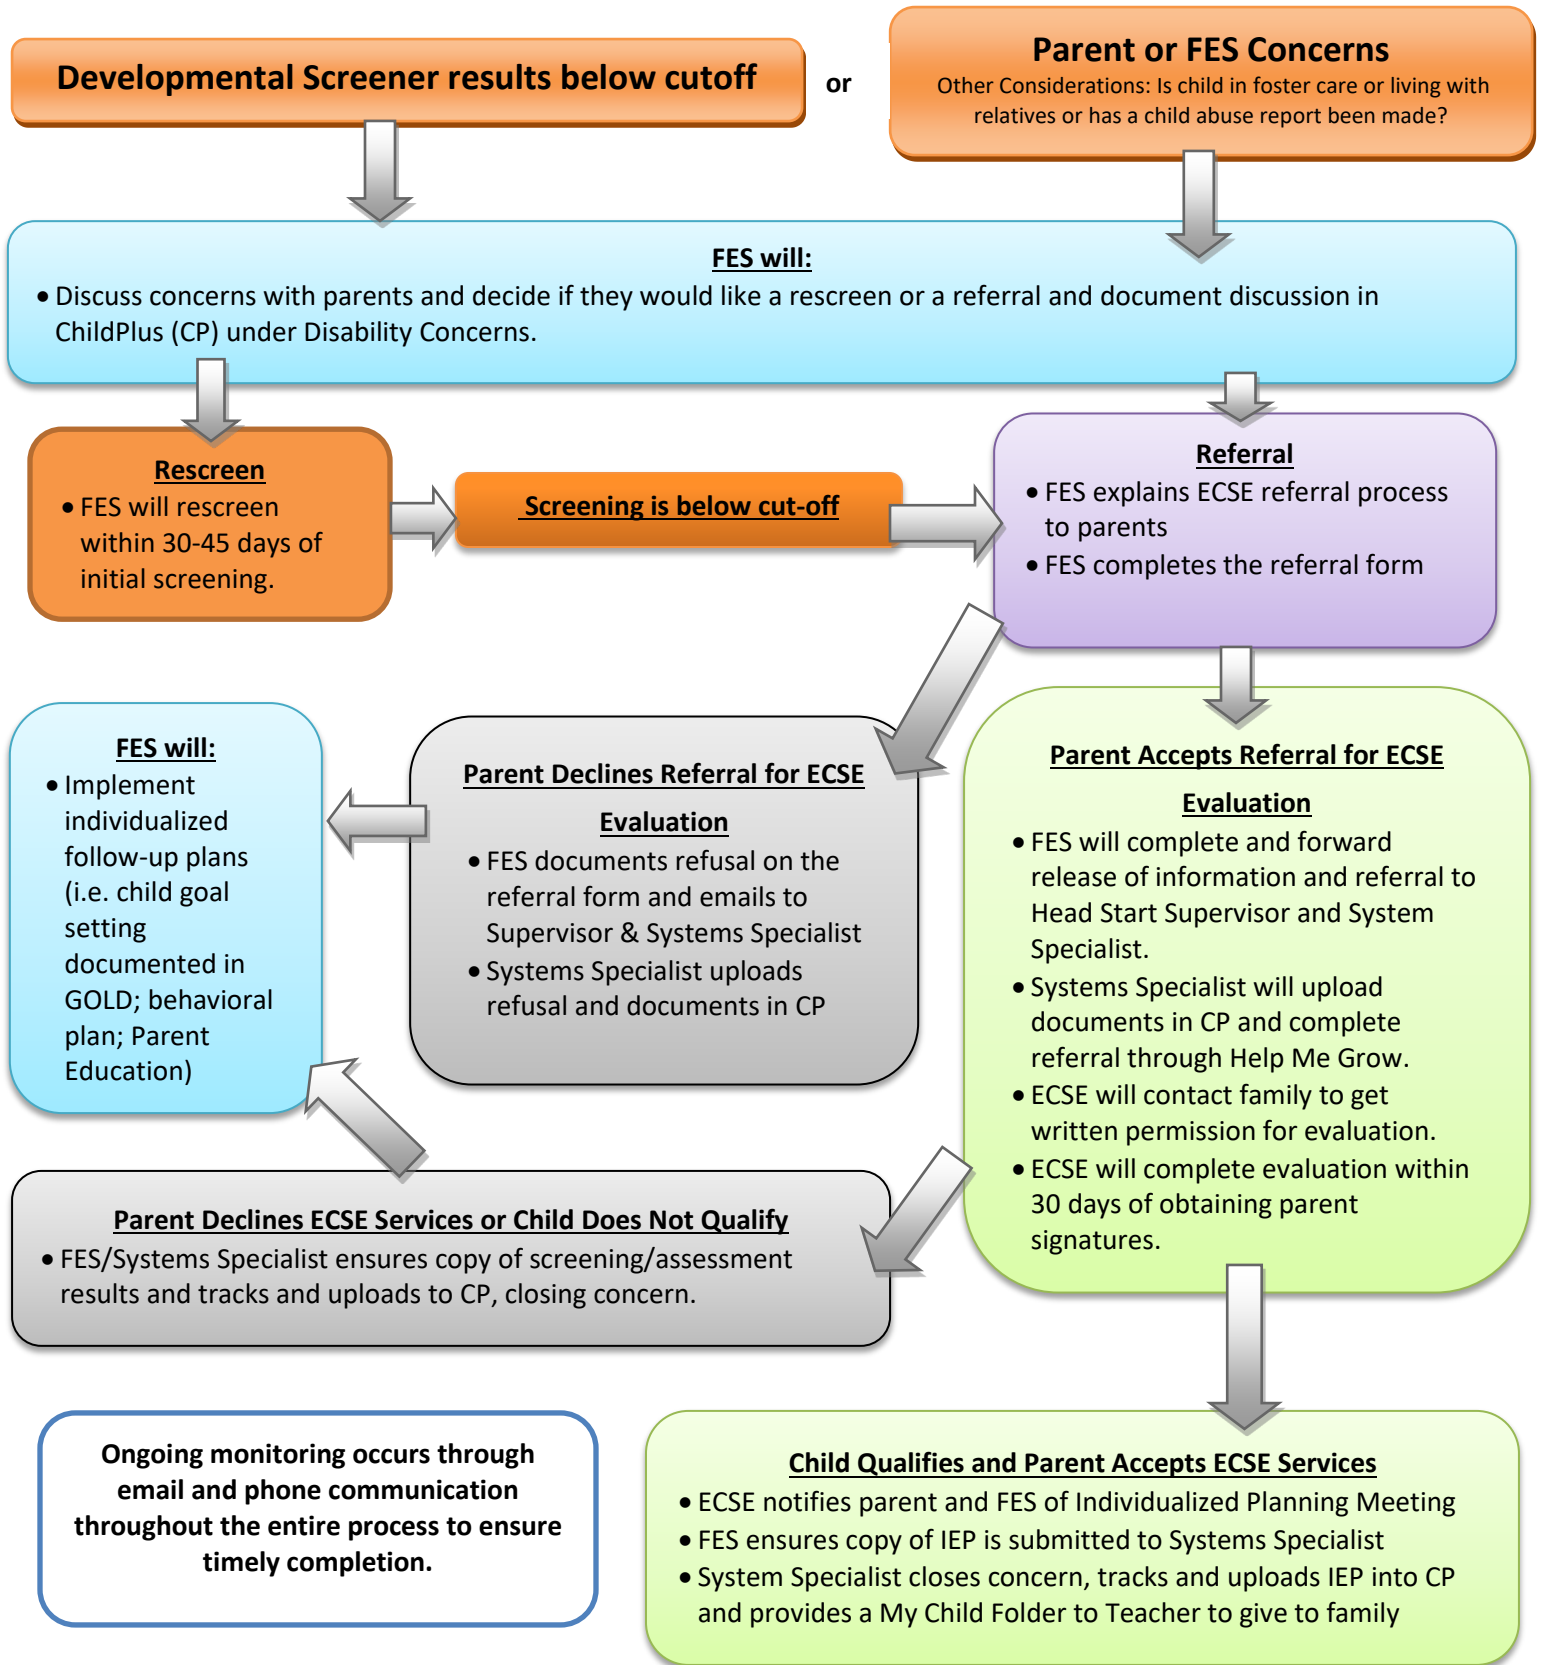 Developmental Screener results below cutoff
or
Parent or FES Concerns
Other Considerations: Is child in foster care or living with
relatives or has a child abuse report been made?
FES will:
• Discuss concerns with parents and decide if they would like a rescreen or a referral and document discussion in
ChildPlus (CP) under Disability Concerns.
Rescreen
• FES will rescreen
within 30-45 days of
initial screening.
Screening is below cut-off
Referral
• FES explains ECSE referral process
to parents
• FES completes the referral form
FES will:
• Implement
individualized
follow-up plans
(i.e. child goal
setting
documented in
GOLD; behavioral
plan; Parent
Education)
Parent Declines Referral for ECSE
Evaluation
• FES documents refusal on the
referral form and emails to
Supervisor & Systems Specialist
• Systems Specialist uploads
refusal and documents in CP
Parent Accepts Referral for ECSE
Evaluation
• FES will complete and forward
release of information and referral to
Head Start Supervisor and System
Specialist.
• Systems Specialist will upload
documents in CP and complete
referral through Help Me Grow.
• ECSE will contact family to get
written permission for evaluation.
• ECSE will complete evaluation within
30 days of obtaining parent
signatures.
Parent Declines ECSE Services or Child Does Not Qualify
• FES/Systems Specialist ensures copy of screening/assessment
results and tracks and uploads to CP, closing concern.
Ongoing monitoring occurs through
email and phone communication
throughout the entire process to ensure
timely completion.
Child Qualifies and Parent Accepts ECSE Services
• ECSE notifies parent and FES of Individualized Planning Meeting
• FES ensures copy of IEP is submitted to Systems Specialist
• System Specialist closes concern, tracks and uploads IEP into CP
and provides a My Child Folder to Teacher to give to family